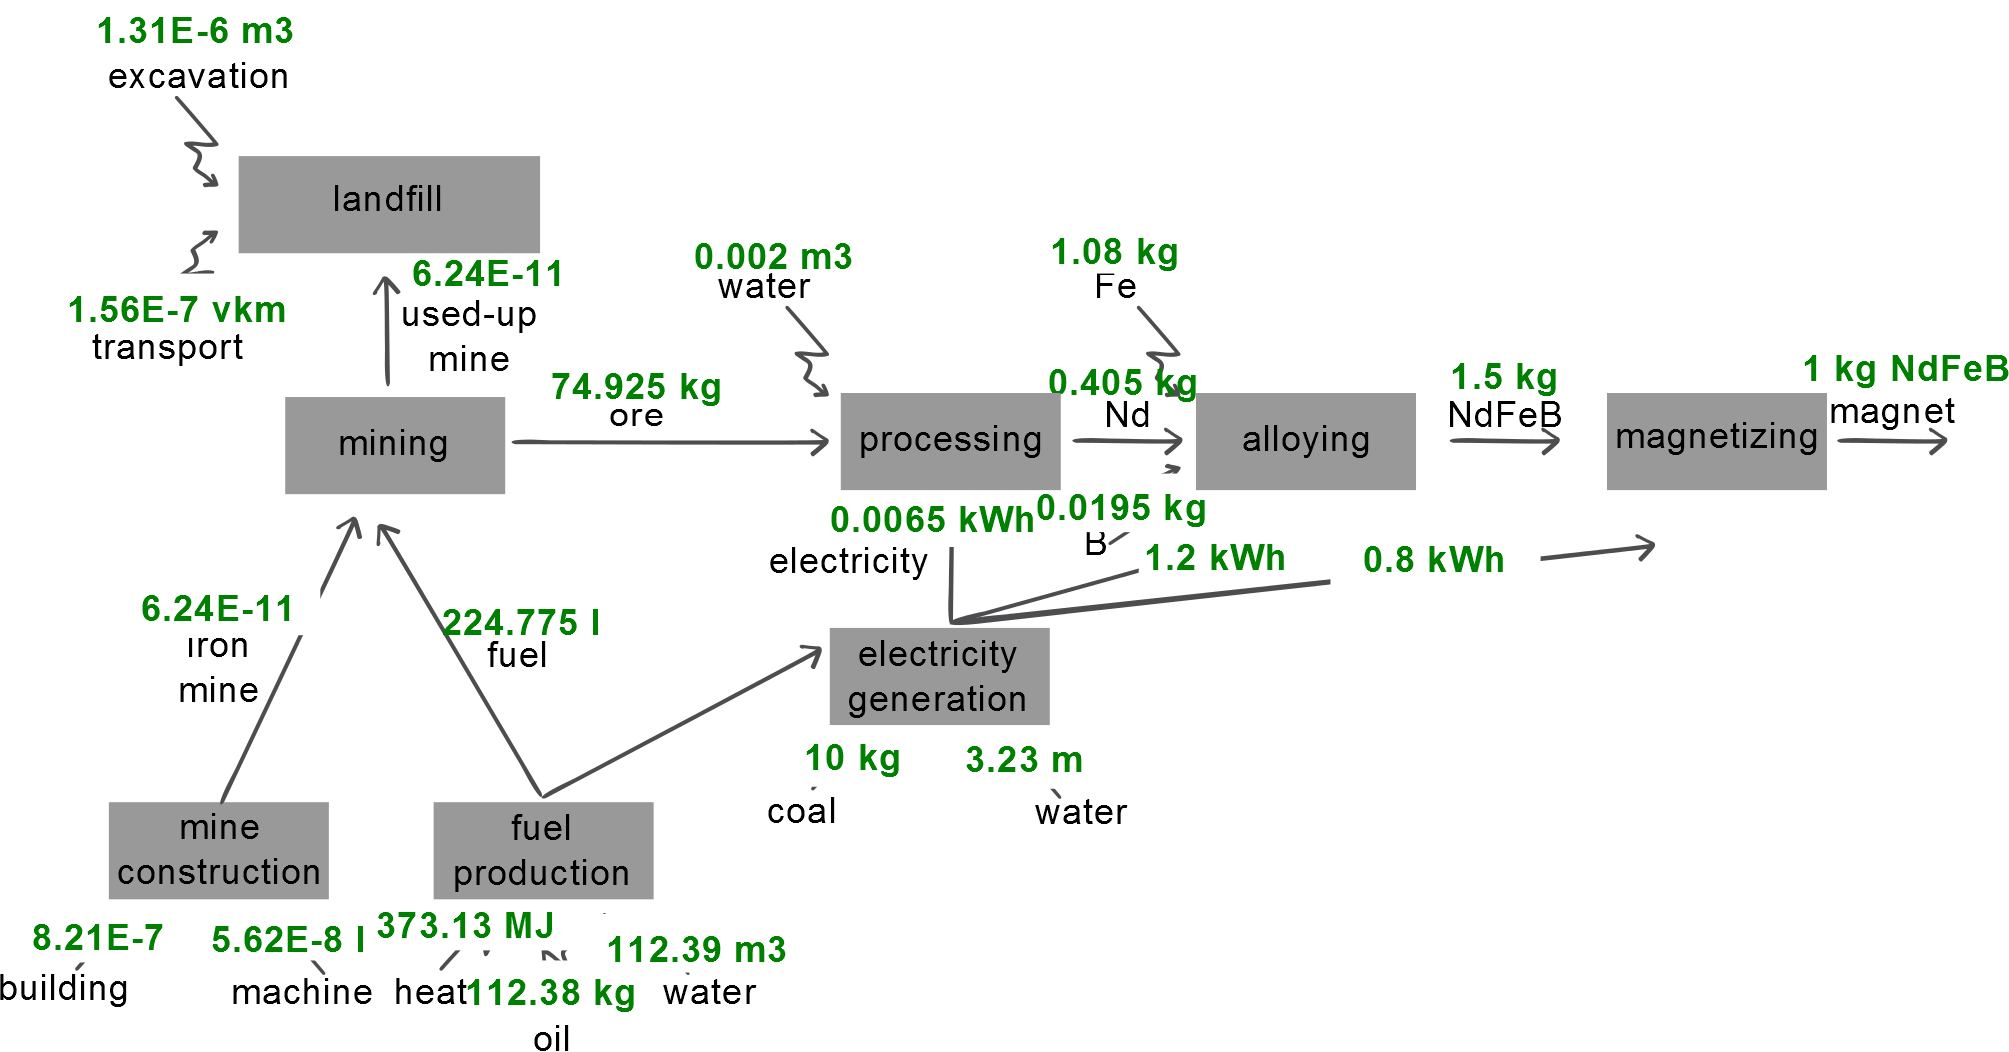 1.31E-6 m3
excavation
landfill
1.56E-7 vkm
transport
6.24E-11
used-up
mine
0.002 m3
water
1.08 kg
Fe
74.925 kg
ore
0.405 kg
Nd
1.5 kg
NdFeB
1 kg NdFeB
magnet
mining
processing
alloying
magnetizing
0.0065 kWh
electricity
0.0195 kg
B
1.2 kWh
0.8 kWh
6.24E-11
iron
mine
224.775 l
fuel
electricity
generation
10 kg
coal
3.23 m
water
mine
construction
fuel
production
8.21E-7
building
5.62E-8 l
machine
373.13 MJ
heat
112.38 kg
oil
112.39 m3
water